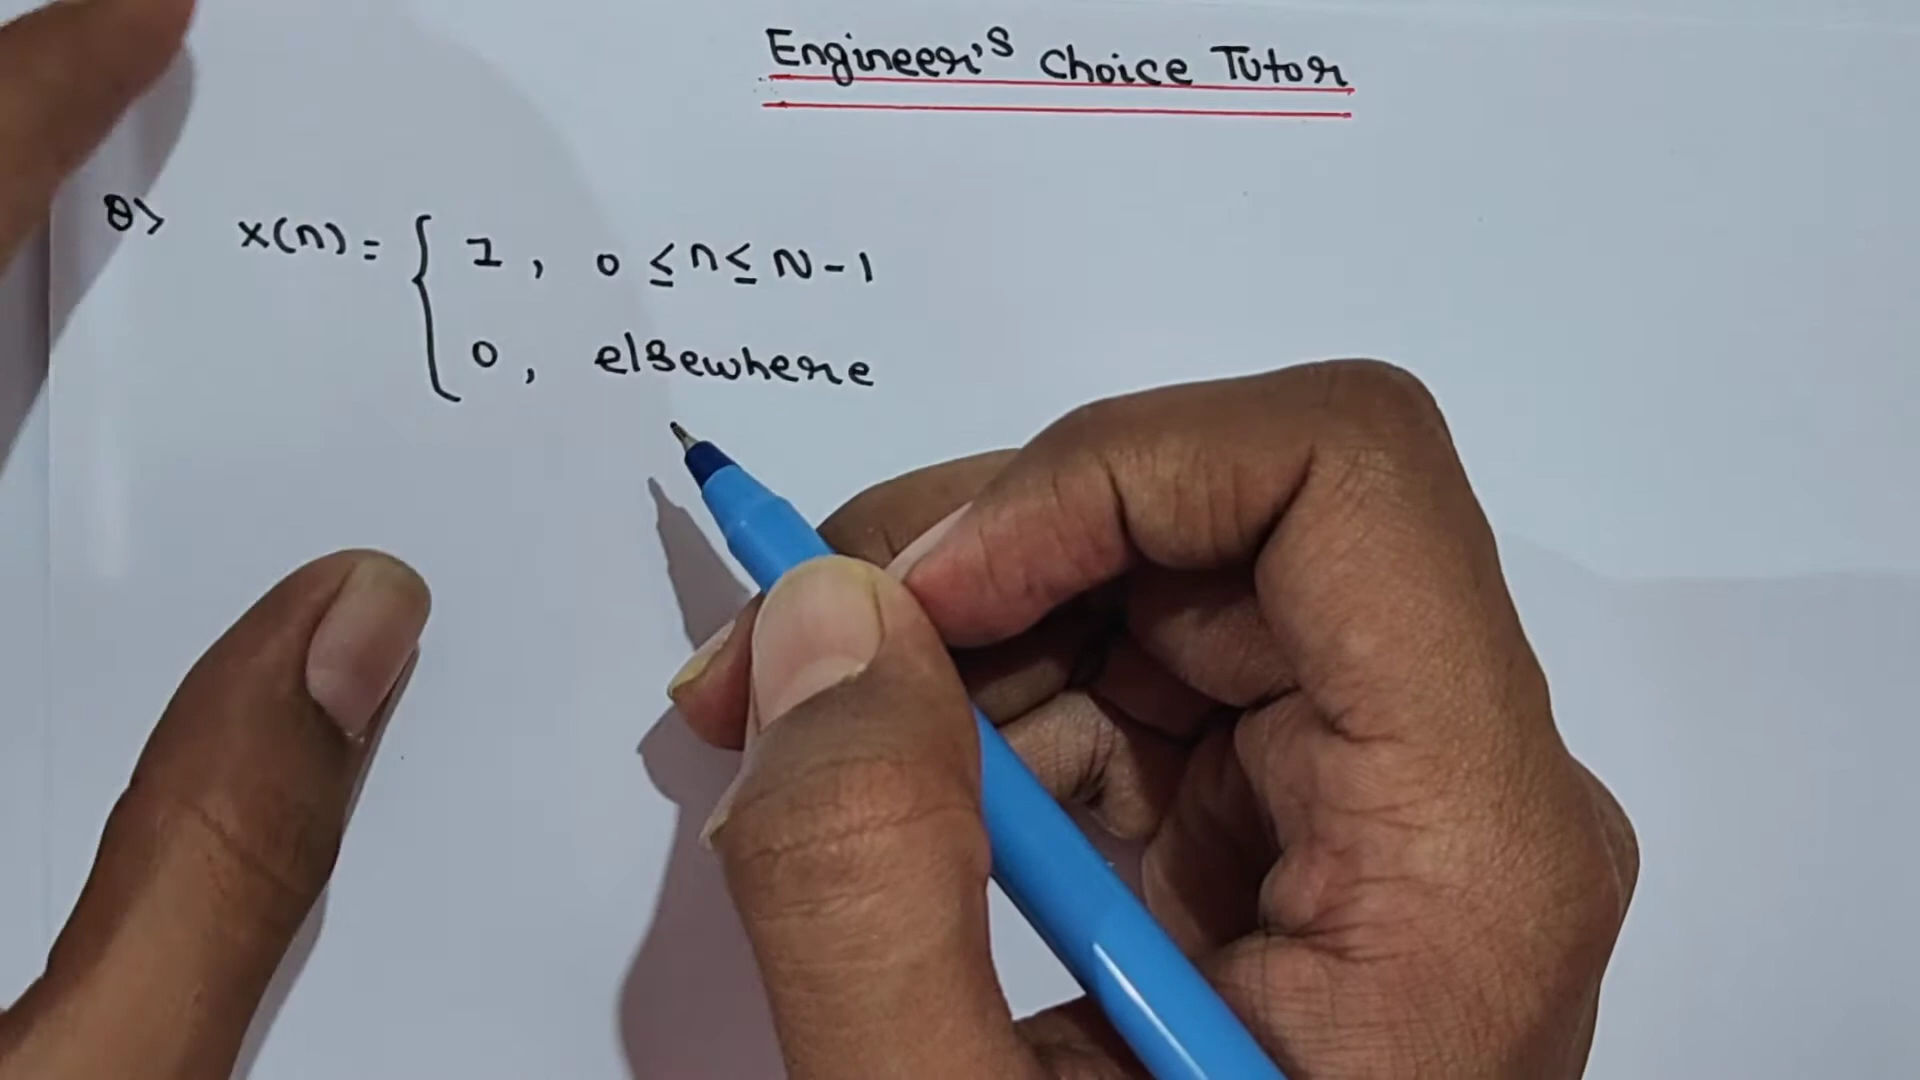 Engineer's Choice Tutor
Q> x(n) = { 1 , 0 ≤ n ≤ N-1
0 , elsewhere